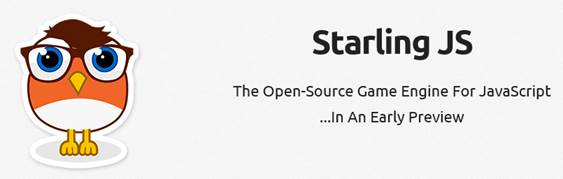 Starling JS
The Open-Source Game Engine For JavaScript
...In An Early Preview